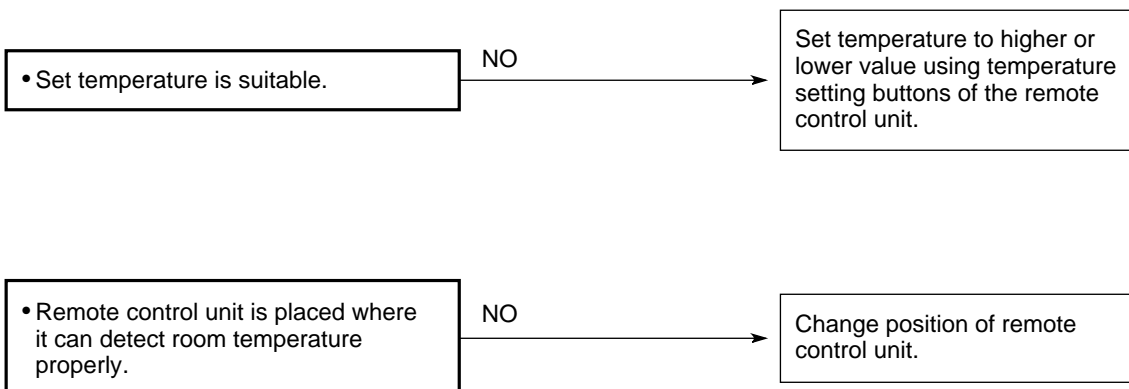 • Set temperature is suitable.
NO
Set temperature to higher or
lower value using temperature
setting buttons of the remote
control unit.
• Remote control unit is placed where
it can detect room temperature
properly.
NO
Change position of remote
control unit.